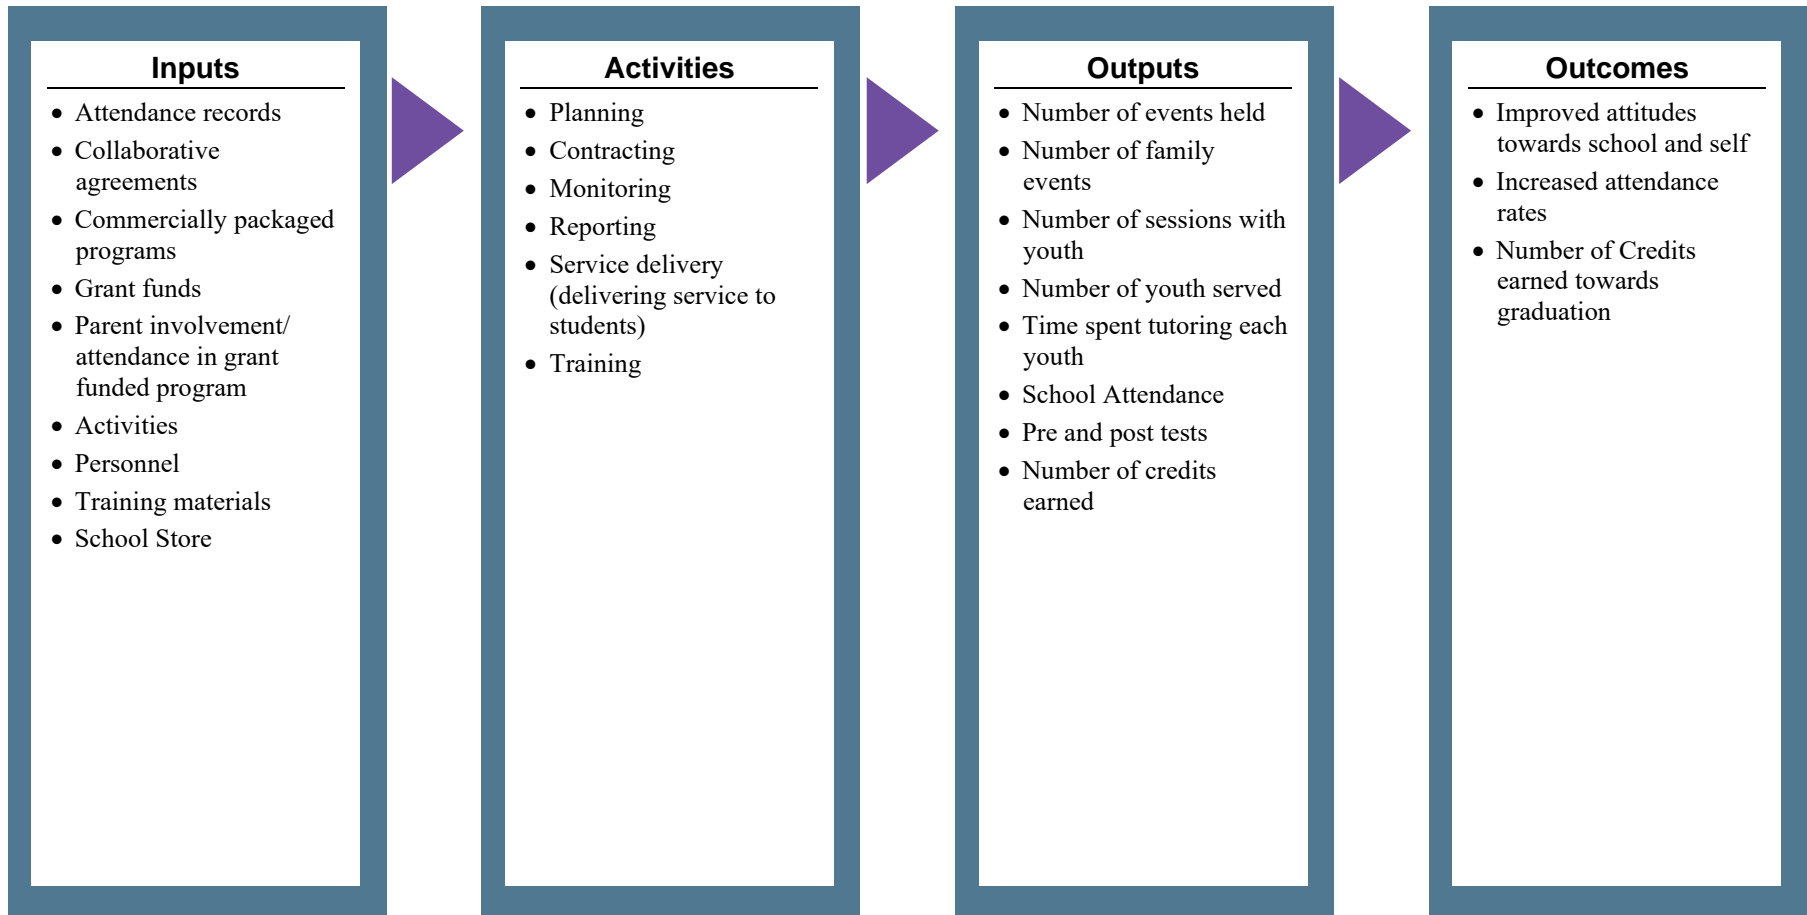 Inputs
• Attendance records
• Collaborative
agreements
• Commercially packaged
programs
• Grant funds
• Parent involvement/
attendance in grant
funded program
• Activities
• Personnel
• Training materials
• School Store
Activities
• Planning
• Contracting
• Monitoring
• Reporting
• Service delivery
(delivering service to
students)
• Training
Outputs
• Number of events held
• Number of family
events
• Number of sessions with
youth
• Number of youth served
• Time spent tutoring each
youth
• School Attendance
• Pre and post tests
• Number of credits
earned
Outcomes
• Improved attitudes
towards school and self
• Increased attendance
rates
• Number of Credits
earned towards
graduation